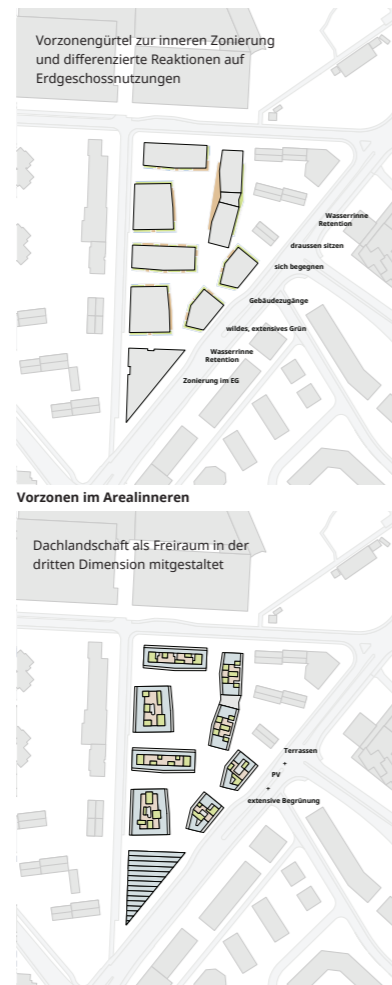 Vorzonengürtel zur inneren Zonierung
und differenzierte Reaktionen auf
Erdgeschossnutzungen
Wasserrinne
Retention
draussen sitzen
sich begegnen
Gebäudezugänge
wildes, extensives Grün
Wasserrinne
Retention
Zonierung im EG
Vorzonen im Arealinneren
Dachlandschaft als Freiraum in der
dritten Dimension mitgestaltet
Terrassen
+
PV
+
extensive Begrünung